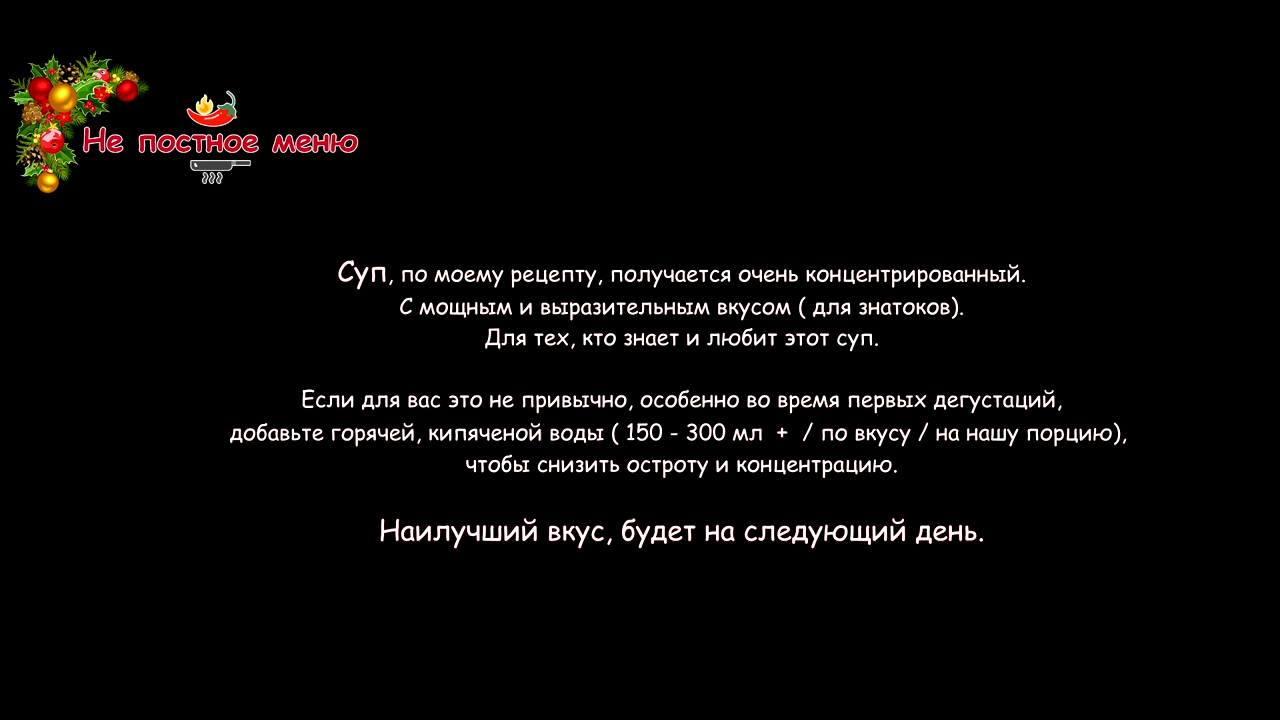 Не постное меню
Суп, по моему рецепту, получается очень концентрированный.
С мощным и выразительным вкусом ( для знатоков).
Для тех, кто знает и любит этот суп.
Если для вас это не привычно, особенно во время первых дегустаций,
добавьте горячей, кипяченой воды ( 150 - 300 мл + / по вкусу / на нашу порцию),
чтобы снизить остроту и концентрацию.
Наилучший вкус, будет на следующий день.